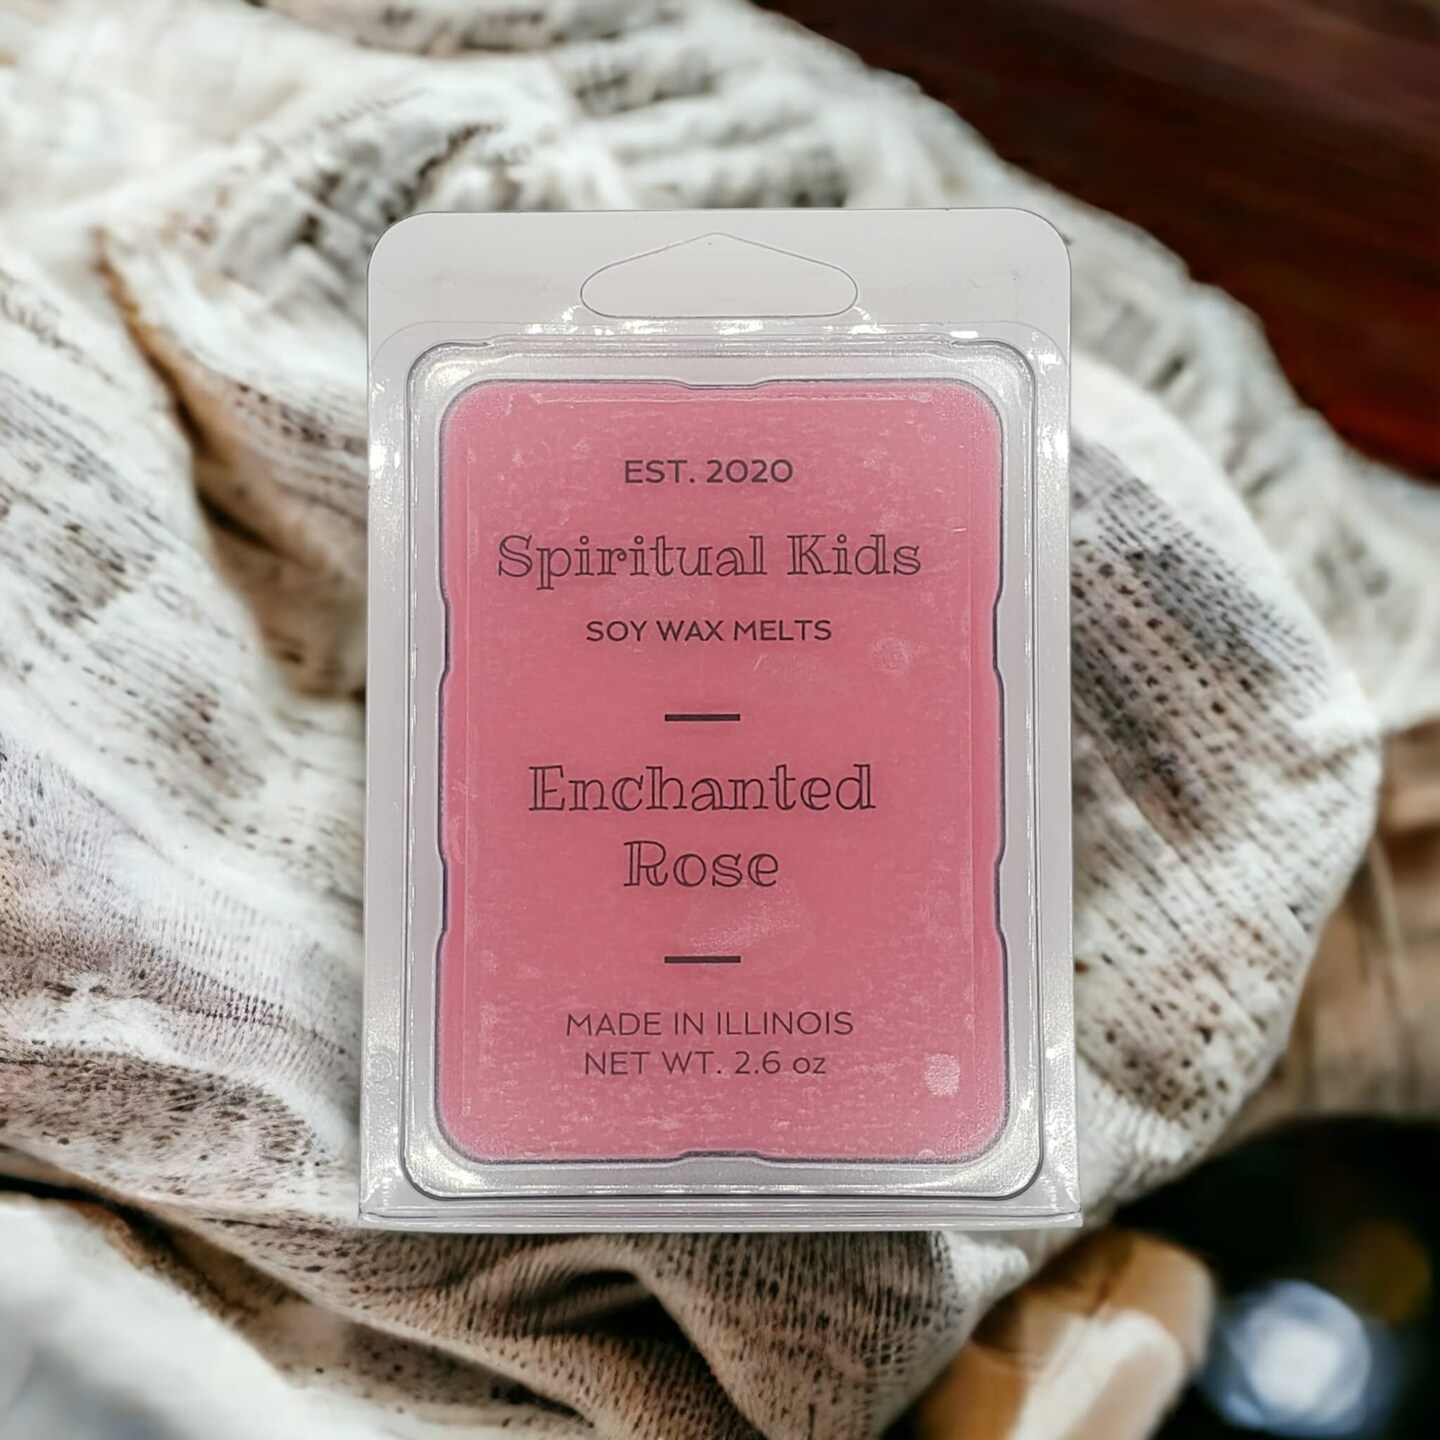 EST. 2020
Spiritual Kids
SOY WAX MELTS
Enchanted
Rose
MADE IN ILLINOIS
NET WT. 2.6 oz